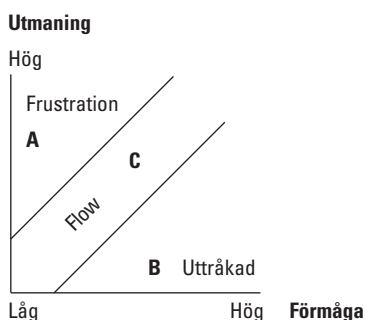 Utmaning
Hög
Frustration
A
C
Flow
B Uttråkad
Låg Hög Förmåga